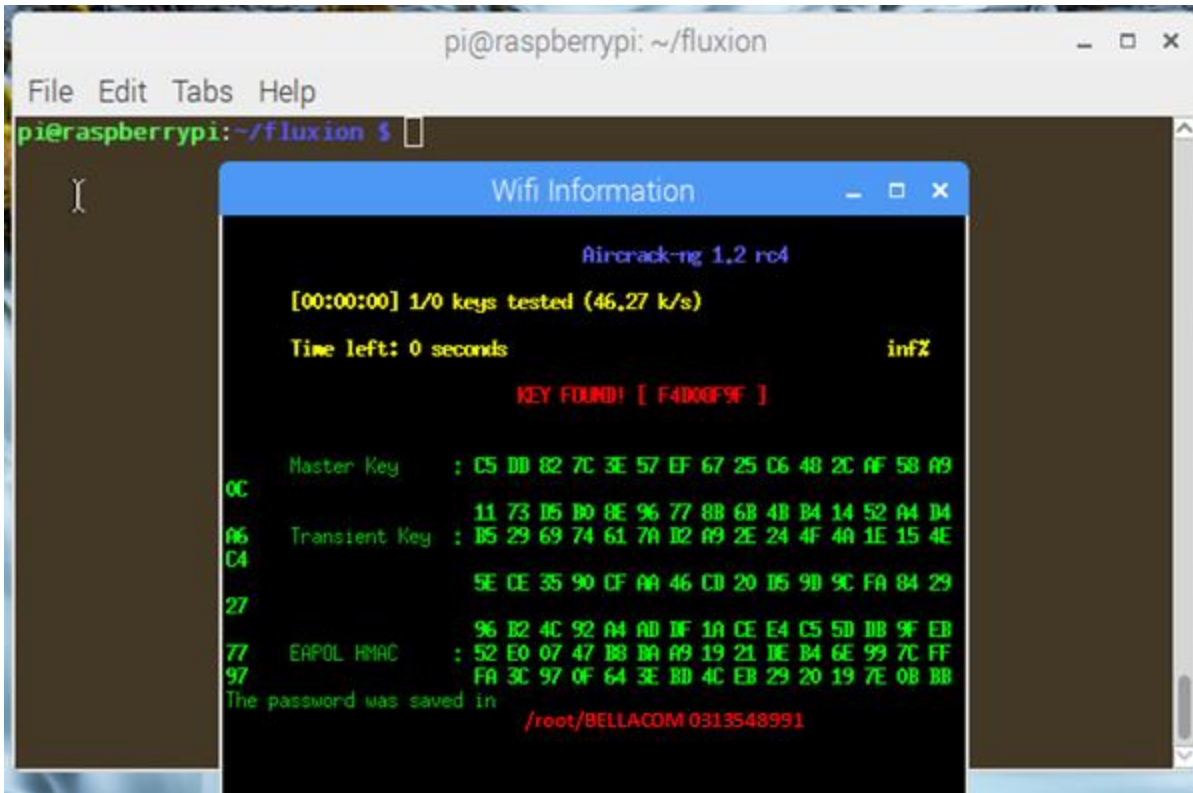 pi@raspberrypi: ~/fluxion
File Edit Tabs Help
pi@raspberrypi:~/fluxion $
Wifi Information
Aircrack-ng 1.2 rc4
[00:00:00] 1/0 keys tested (46.27 k/s)
Time left: 0 seconds inf%
KEY FOUND! [ F4D08F9F ]
Master Key : C5 DD 82 7C 3E 57 EF 67 25 C6 48 2C AF 58 A9
0C
11 73 D5 B0 8E 96 77 8B 6B 4B B4 14 52 A4 D4
A6 Transient Key : B5 29 69 74 61 7A D2 A9 2E 24 4F 4A 1E 15 4E
C4
5E CE 35 90 CF AA 46 CD 20 D5 9D 9C FA 84 29
27
96 B2 4C 92 A4 AD DF 1A CE E4 C5 5D DB 9F EB
77 EAPOL HMAC : 52 E0 07 47 B8 BA A9 19 21 DE B4 6E 99 7C FF
97 FA 3C 97 0F 64 3E BD 4C EB 29 20 19 7E 0B BB
The password was saved in
/root/BELLACOM 0313548991